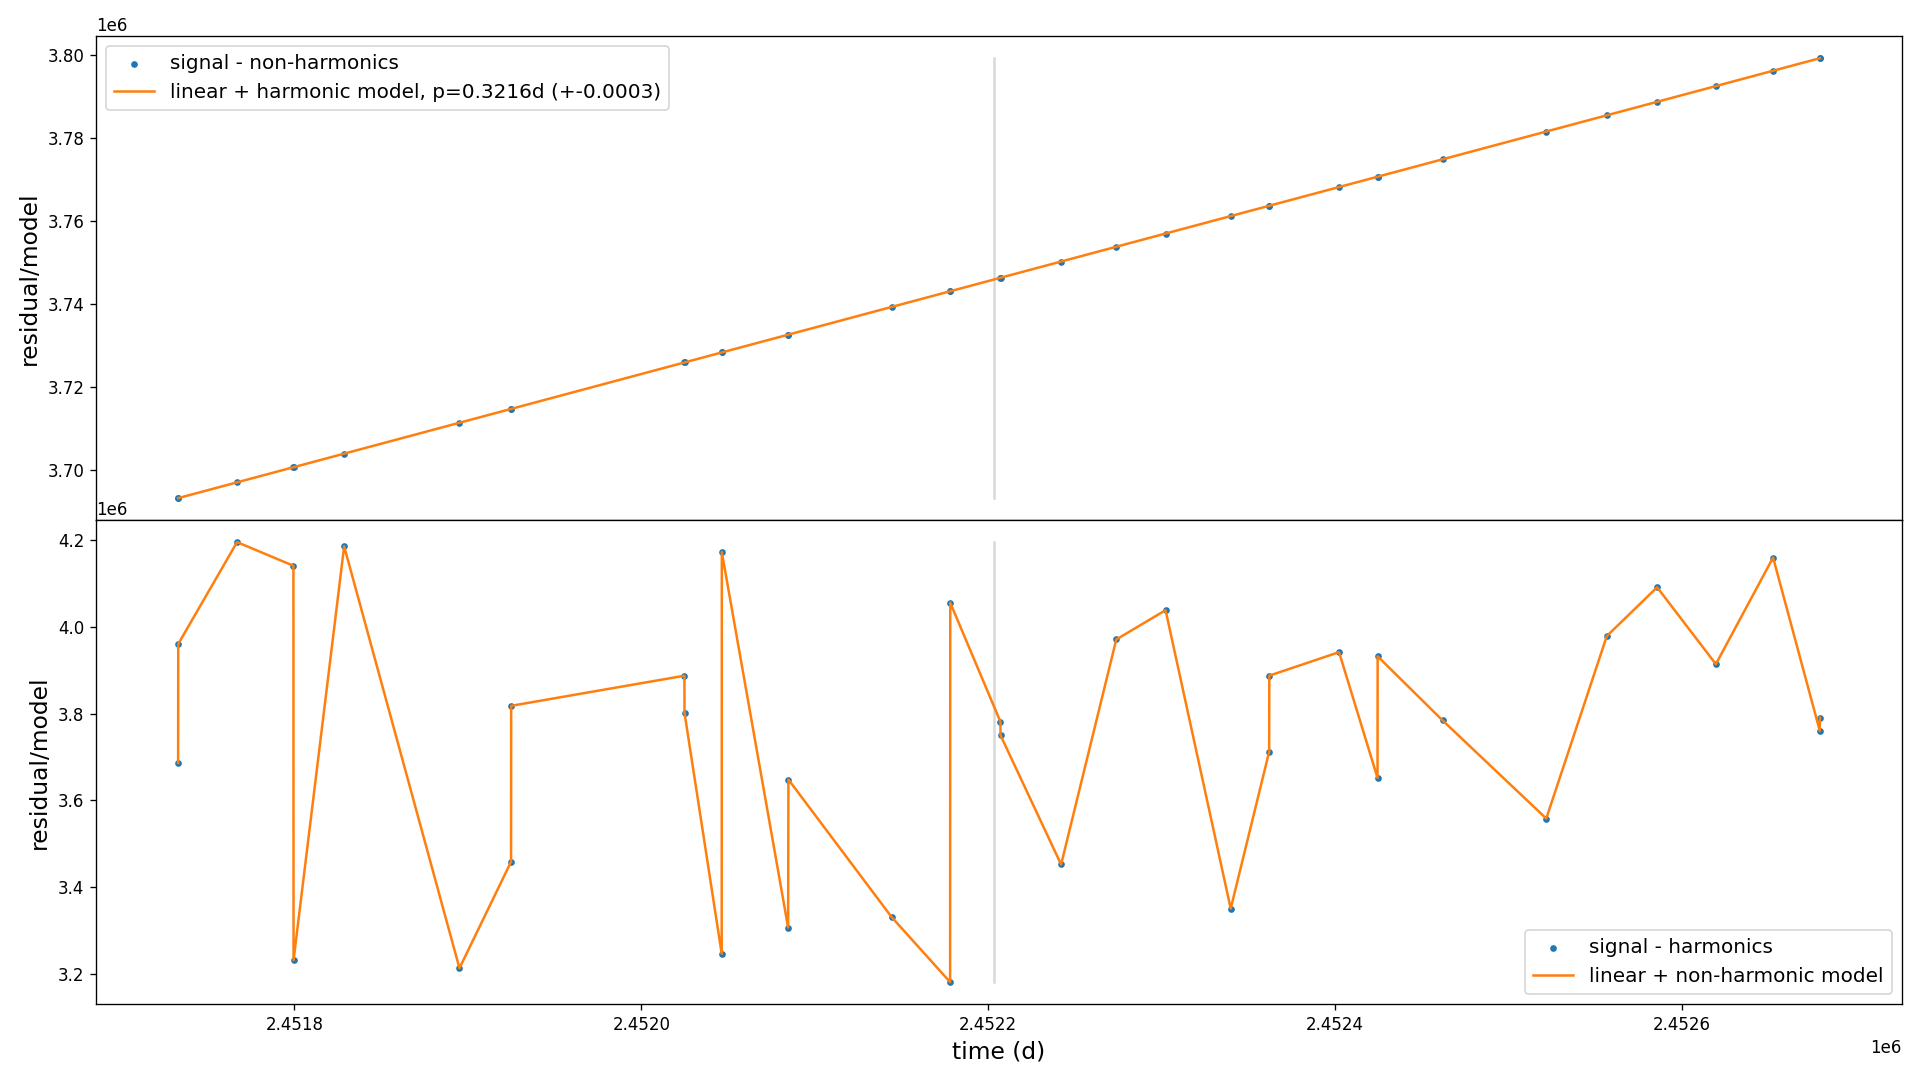 1e6
3.80
3.78
3.76
3.74
3.72
3.70
residual/model
signal - non-harmonics
linear + harmonic model, p=0.3216d (+-0.0003)
1e6
4.2
4.0
3.8
3.6
3.4
3.2
residual/model
signal - harmonics
linear + non-harmonic model
2.4518
2.4520
2.4522
2.4524
2.4526
1e6
time (d)